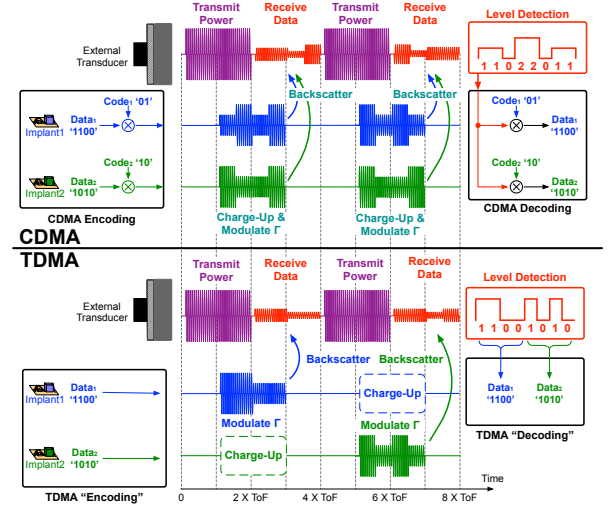 Transmit Power
Receive Data
Transmit Power
Receive Data
Level Detection
1 1 0 2 2 0 1 1
External Transducer
Backscatter
Backscatter
Code₁ ‘01’
Implant1
Data₁ ‘1100’
Code₂ ‘10’
Implant2
Data₂ ‘1010’
CDMA Encoding
Code₁ ‘01’
Data₁ ‘1100’
Code₂ ‘10’
Data₂ ‘1010’
CDMA Decoding
Charge-Up & Modulate Γ
Charge-Up & Modulate Γ
CDMA
TDMA
Transmit Power
Receive Data
Transmit Power
Receive Data
Level Detection
1 1 0 0 1 0 1 0
External Transducer
Backscatter
Backscatter
Implant1
Data₁ ‘1100’
Modulate Γ
Charge-Up
Data₁ ‘1100’
Data₂ ‘1010’
TDMA “Decoding”
Implant2
Data₂ ‘1010’
Charge-Up
Modulate Γ
TDMA “Encoding”
Time
0
2 X ToF
4 X ToF
6 X ToF
8 X ToF